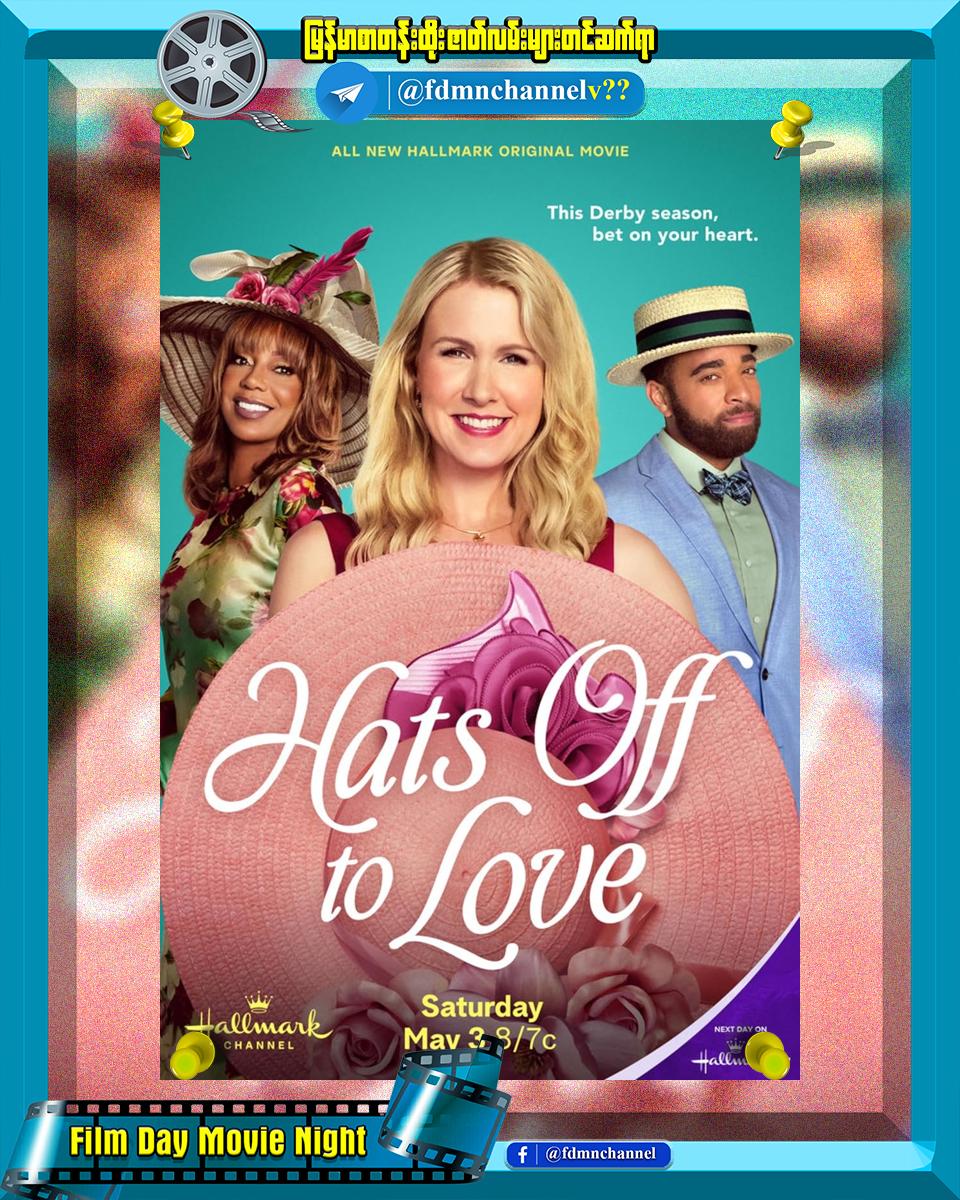 မြန်မာစာတန်းထိုးဇာတ်လမ်းများတင်ဆက်ရာ
@fdmnchannelv??
ALL NEW HALLMARK ORIGINAL MOVIE
This Derby season,
bet on your heart.
Hats Off
to Love
Saturday
May 3 8/7c
Hallmark
CHANNEL
NEXT DAY ON
Film Day Movie Night
@fdmnchannel